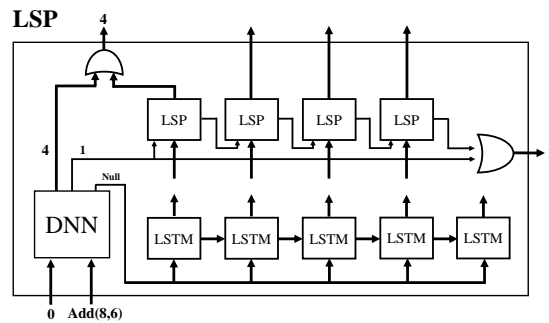 LSP
4
LSP LSP LSP LSP
4 1
Null
DNN
LSTM LSTM LSTM LSTM LSTM
0 Add(8,6)